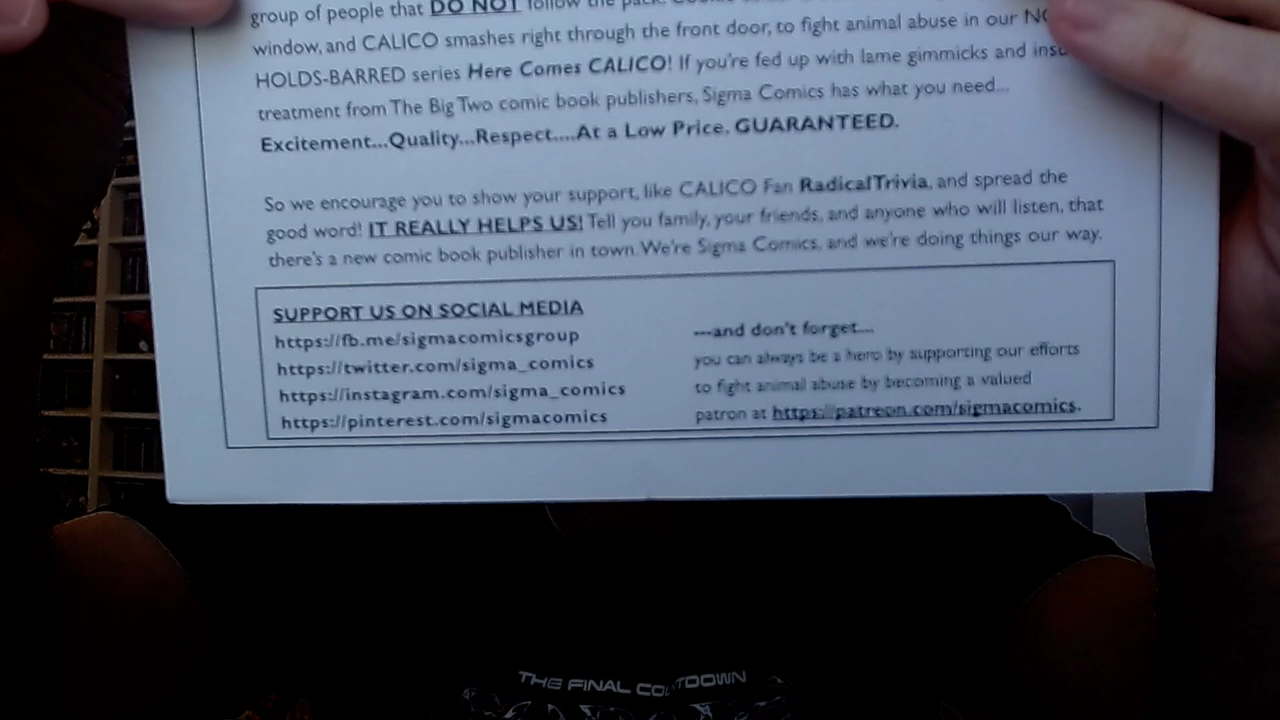 group of people that DO NOT follow the pack.
window, and CALICO smashes right through the front door, to fight animal abuse in our NO
HOLDS-BARRED series Here Comes CALICO! If you're fed up with lame gimmicks and
treatment from The Big Two comic book publishers, Sigma Comics has what you need...
Excitement...Quality...Respect....At a Low Price. GUARANTEED.
So we encourage you to show your support, like CALICO Fan RadicalTrivia, and spread the
good word! IT REALLY HELPS US! Tell you family, your friends, and anyone who will listen, that
there's a new comic book publisher in town. We're Sigma Comics, and we're doing things our way.
SUPPORT US ON SOCIAL MEDIA
https://fb.me/sigmacomicsgroup
https://twitter.com/sigma_comics
https://instagram.com/sigma_comics
https://pinterest.com/sigmacomics
---and don't forget...
you can always be a hero by supporting our efforts
to fight animal abuse by becoming a valued
patron at https://patreon.com/sigmacomics.
THE FINAL COUNTDOWN